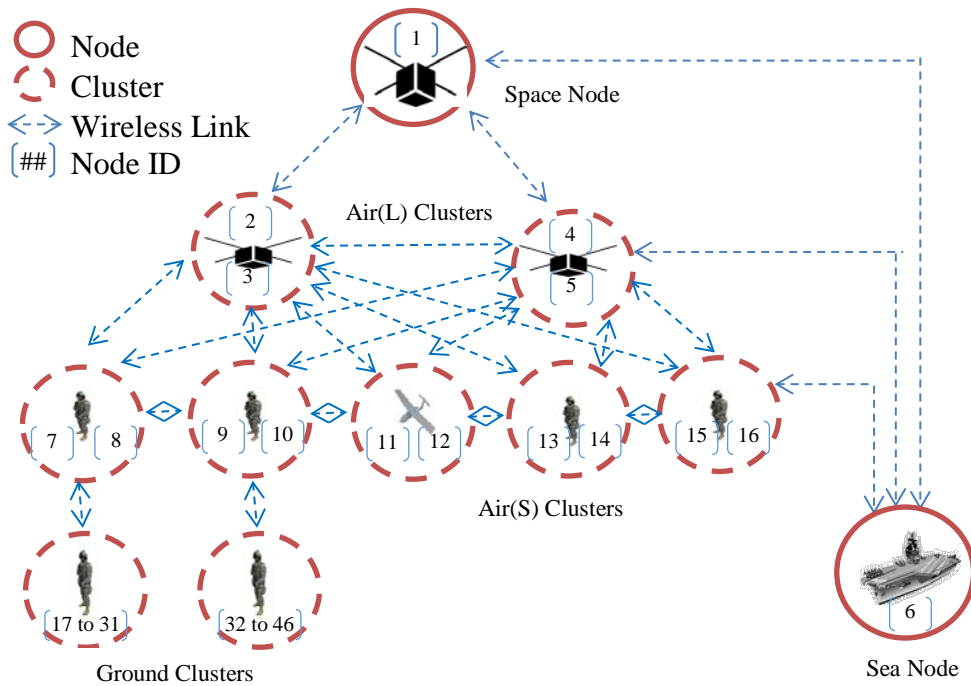 Node
Cluster
Wireless Link
[##] Node ID
[1]
Space Node
Air(L) Clusters
[2]
[3]
[4]
[5]
[7] [8]
[9] [10]
[11] [12]
[13] [14]
[15] [16]
Air(S) Clusters
[17 to 31]
[32 to 46]
[6]
Ground Clusters
Sea Node